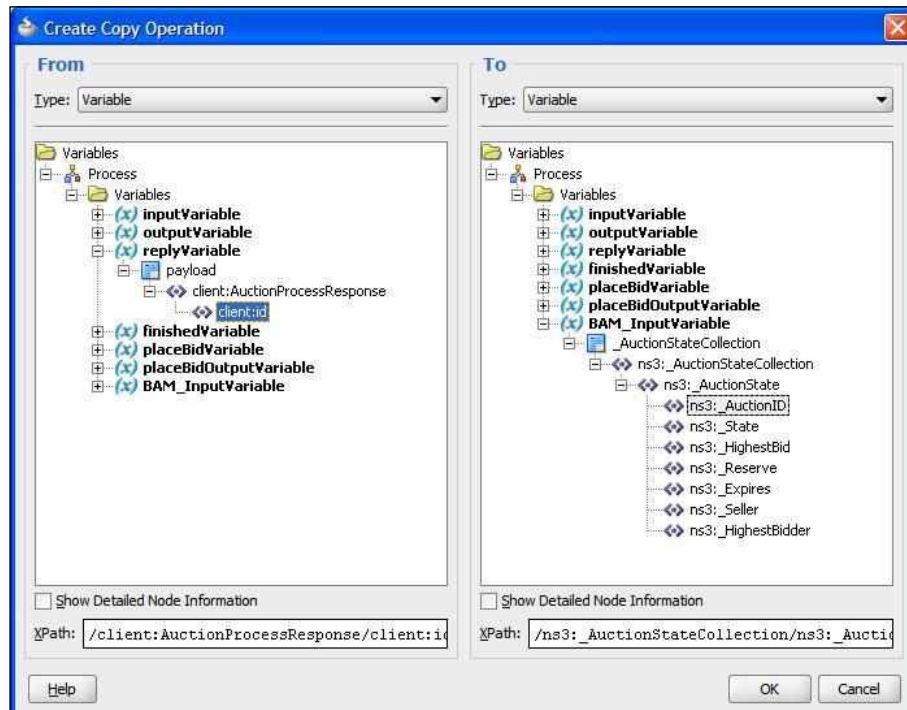 Create Copy Operation
From
Type: Variable
Variables
Process
Variables
inputVariable
outputVariable
replyVariable
payload
client:AuctionProcessResponse
client:id
finishedVariable
placeBidVariable
placeBidOutputVariable
BAM_InputVariable
Show Detailed Node Information
XPath: /client:AuctionProcessResponse/client:id
To
Type: Variable
Variables
Process
Variables
inputVariable
outputVariable
replyVariable
finishedVariable
placeBidVariable
placeBidOutputVariable
BAM_InputVariable
_AuctionStateCollection
ns3:_AuctionStateCollection
ns3:_AuctionState
ns3:_AuctionID
ns3:_State
ns3:_HighestBid
ns3:_Reserve
ns3:_Expires
ns3:_Seller
ns3:_HighestBidder
Show Detailed Node Information
XPath: /ns3:_AuctionStateCollection/ns3:_Auctio
Help
OK
Cancel